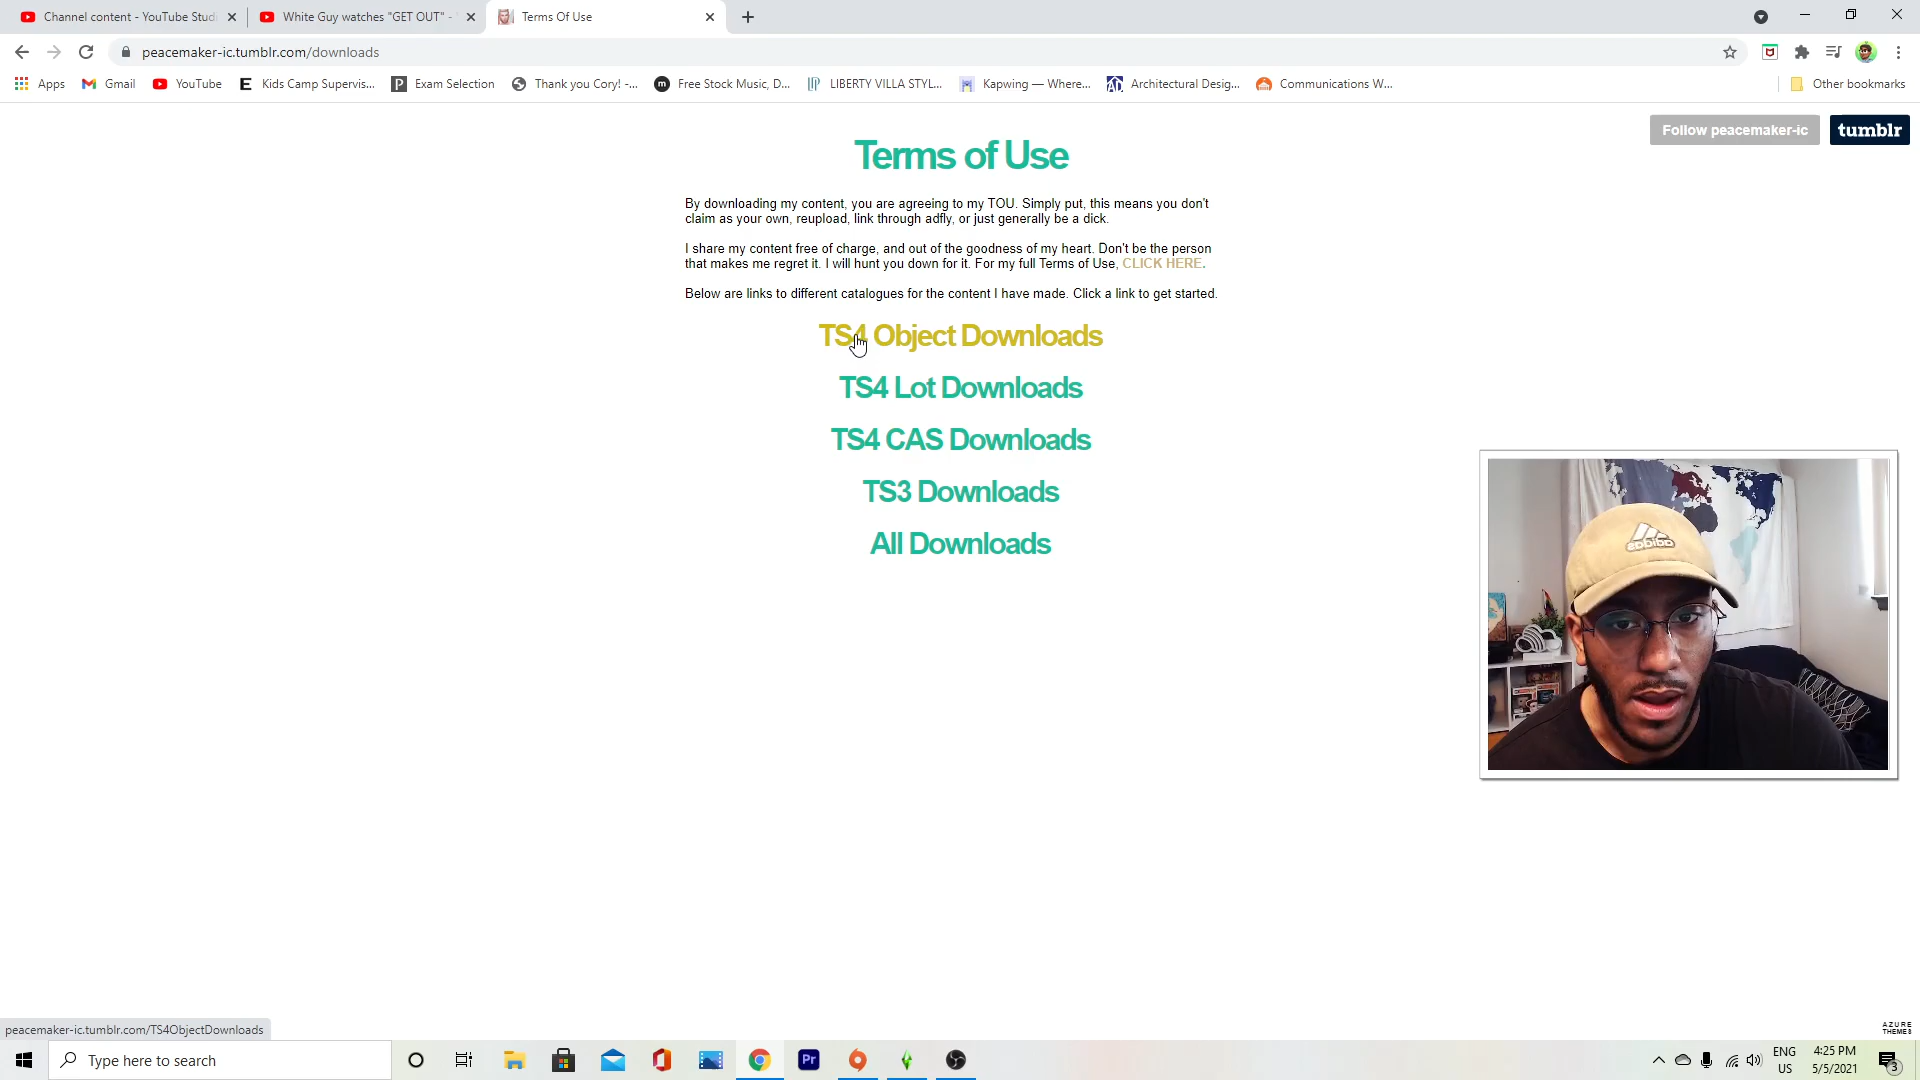 Channel content - YouTube Studi
White Guy watches "GET OUT" -
Terms Of Use
peacemaker-ic.tumblr.com/downloads
Apps
Gmail
YouTube
Kids Camp Supervis...
Exam Selection
Thank you Cory! -...
Free Stock Music, D...
LIBERTY VILLA STYL...
Kapwing — Where...
Architectural Desig...
Communications W...
Other bookmarks
Follow peacemaker-ic
tumblr
Terms of Use
By downloading my content, you are agreeing to my TOU. Simply put, this means you don't
claim as your own, reupload, link through adfly, or just generally be a dick.
I share my content free of charge, and out of the goodness of my heart. Don't be the person
that makes me regret it. I will hunt you down for it. For my full Terms of Use, CLICK HERE.
Below are links to different catalogues for the content I have made. Click a link to get started.
TS4 Object Downloads
TS4 Lot Downloads
TS4 CAS Downloads
TS3 Downloads
All Downloads
adidas
peacemaker-ic.tumblr.com/TS4ObjectDownloads
AZURE
THEMES
Type here to search
Pr
ENG
US
4:25 PM
5/5/2021
3